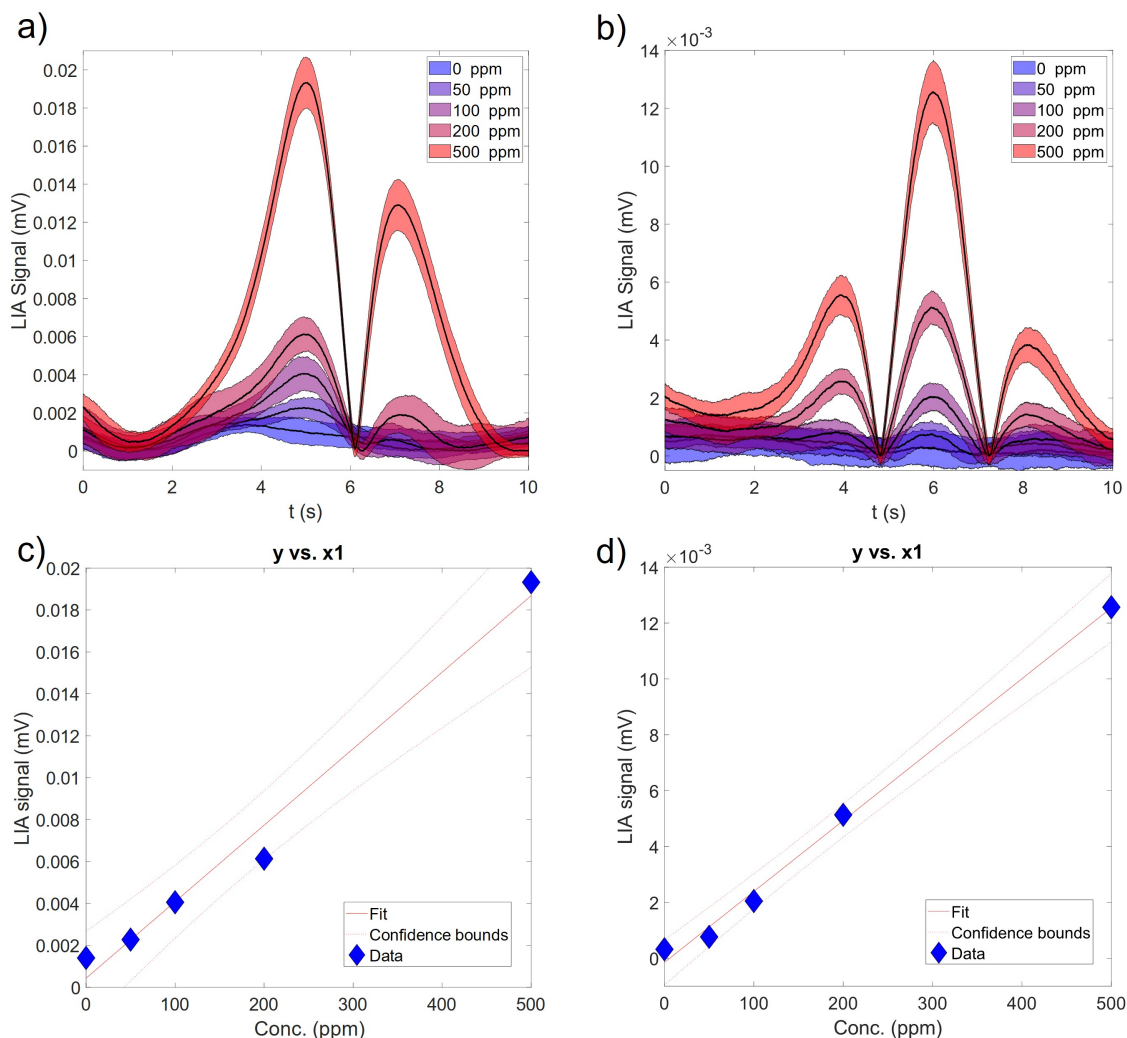 a)
0.02
0.018
0.016
0.014
0.012
0.01
0.008
0.006
0.004
0.002
0
LIA Signal (mV)
0 2 4 6 8 10
t (s)
0 ppm
50 ppm
100 ppm
200 ppm
500 ppm
b)
×10⁻³
14
12
10
8
6
4
2
0
LIA Signal (mV)
0 2 4 6 8 10
t (s)
0 ppm
50 ppm
100 ppm
200 ppm
500 ppm
c)
y vs. x1
0.02
0.018
0.016
0.014
0.012
0.01
0.008
0.006
0.004
0.002
0
LIA signal (mV)
0 100 200 300 400 500
Conc. (ppm)
Fit
Confidence bounds
Data
d)
y vs. x1
×10⁻³
14
12
10
8
6
4
2
0
LIA signal (mV)
0 100 200 300 400 500
Conc. (ppm)
Fit
Confidence bounds
Data